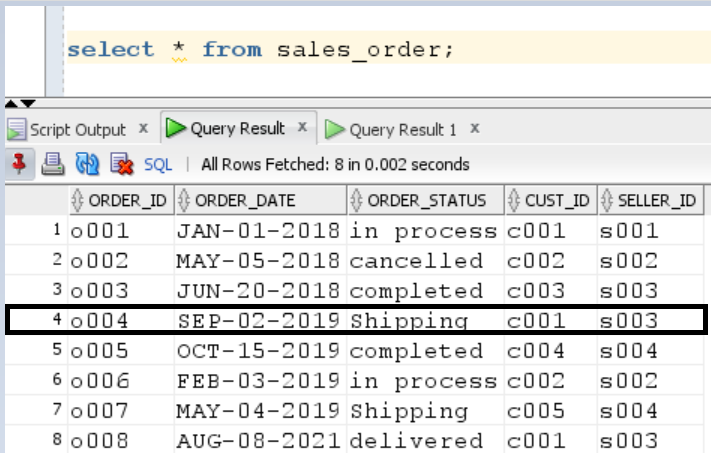 select * from sales_order;
Script Output x Query Result x Query Result 1 x
SQL | All Rows Fetched: 8 in 0.002 seconds
ORDER_ID ORDER_DATE ORDER_STATUS CUST_ID SELLER_ID
1 o001 JAN-01-2018 in process c001 s001
2 o002 MAY-05-2018 cancelled c002 s002
3 o003 JUN-20-2018 completed c003 s003
4 o004 SEP-02-2019 Shipping c001 s003
5 o005 OCT-15-2019 completed c004 s004
6 o006 FEB-03-2019 in process c002 s002
7 o007 MAY-04-2019 Shipping c005 s004
8 o008 AUG-08-2021 delivered c001 s003